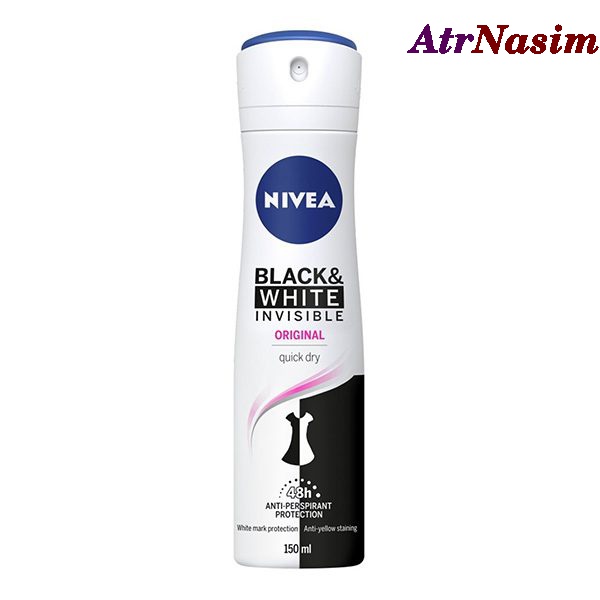 AtrNasim
NIVEA
BLACK&
WHITE
INVISIBLE
ORIGINAL
quick dry
48h
ANTI-PERSPIRANT
PROTECTION
White mark protection Anti-yellow staining
150 ml